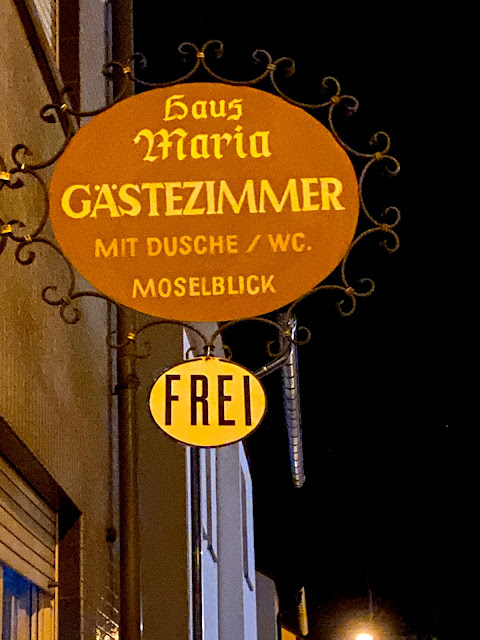 Haus
Maria
GÄSTEZIMMER
MIT DUSCHE / WC.
MOSELBLICK
FREI